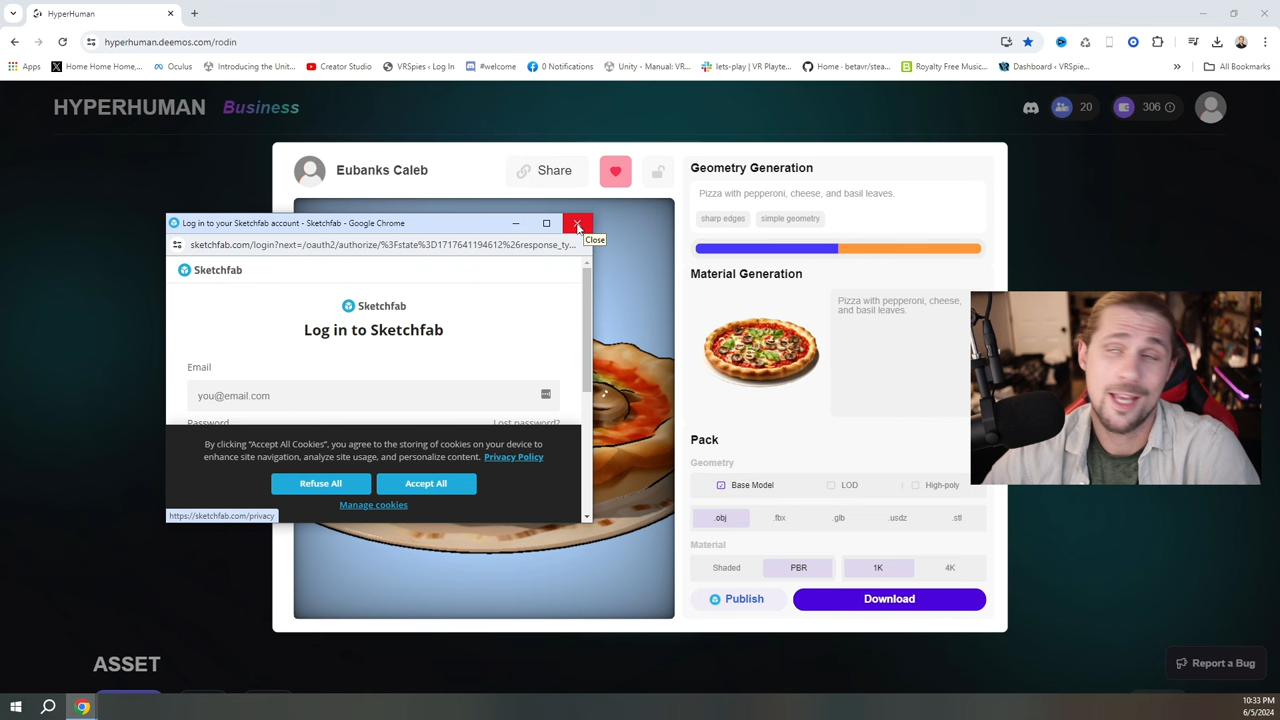 HyperHuman
hyperhuman.deemos.com/rodin
Apps
Home Home Home,...
Oculus
Introducing the Unit...
Creator Studio
VRSpies ‹ Log In
#welcome
0 Notifications
Unity - Manual: VR...
lets-play | VR Playte...
Home · betavr/stea...
Royalty Free Music...
Dashboard ‹ VRSpie...
»
All Bookmarks
HYPERHUMAN Business
20
306
Eubanks Caleb
Share
Log in to your Sketchfab account - Sketchfab - Google Chrome
Close
sketchfab.com/login?next=/oauth2/authorize/%3Fstate%3D1717641194612%26response_ty...
Sketchfab
Sketchfab
Log in to Sketchfab
Email
you@email.com
Password
Lost password?
By clicking “Accept All Cookies”, you agree to the storing of cookies on your device to
enhance site navigation, analyze site usage, and personalize content. Privacy Policy
Refuse All
Accept All
Manage cookies
https://sketchfab.com/privacy
Geometry Generation
Pizza with pepperoni, cheese, and basil leaves.
sharp edges
simple geometry
Material Generation
Pizza with pepperoni, cheese,
and basil leaves.
Pack
Geometry
Base Model
LOD
High-poly
.obj
.fbx
.glb
.usdz
.stl
Material
Shaded
PBR
1K
4K
Publish
Download
ASSET
Report a Bug
10:33 PM
6/5/2024